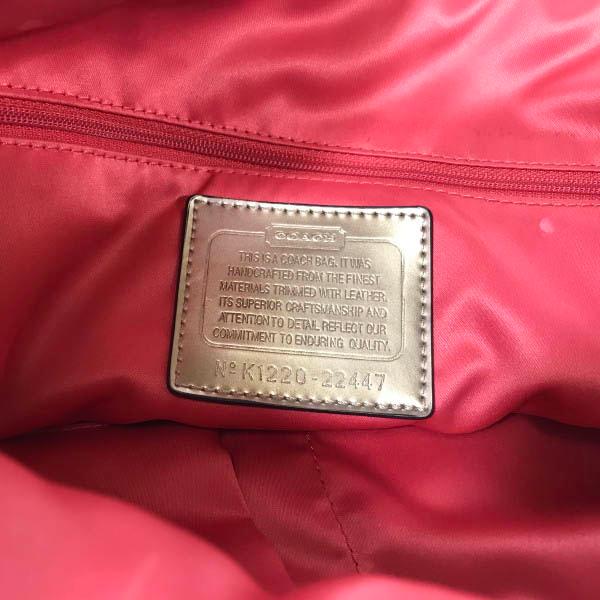 COACH
THIS IS A COACH BAG. IT WAS
HANDCRAFTED FROM THE FINEST
MATERIALS TRIMMED WITH LEATHER.
ITS SUPERIOR CRAFTSMANSHIP AND
ATTENTION TO DETAIL REFLECT OUR
COMMITMENT TO ENDURING QUALITY.
Nº K1220-22447